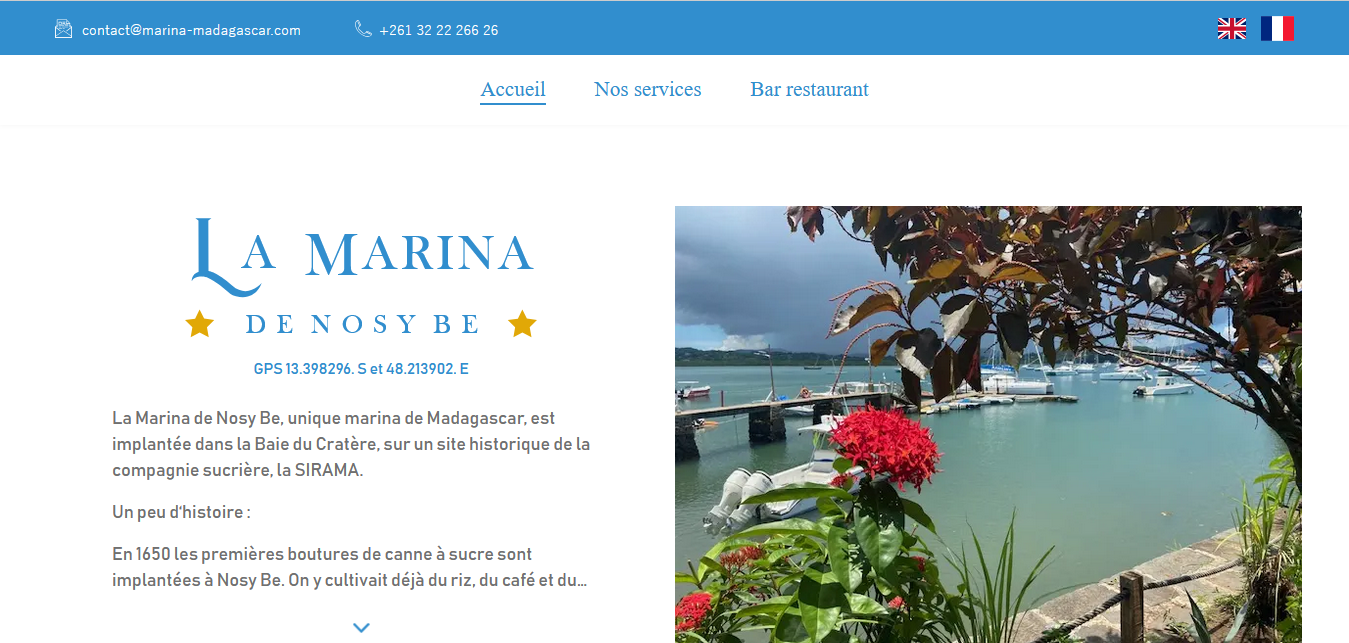 contact@marina-madagascar.com
+261 32 22 266 26
Accueil
Nos services
Bar restaurant
La Marina
DE NOSY BE
GPS 13.398296. S et 48.213902. E
La Marina de Nosy Be, unique marina de Madagascar, est
implantée dans la Baie du Cratère, sur un site historique de la
compagnie sucrière, la SIRAMA.
Un peu d'histoire :
En 1650 les premières boutures de canne à sucre sont
implantées à Nosy Be. On y cultivait déjà du riz, du café et du...